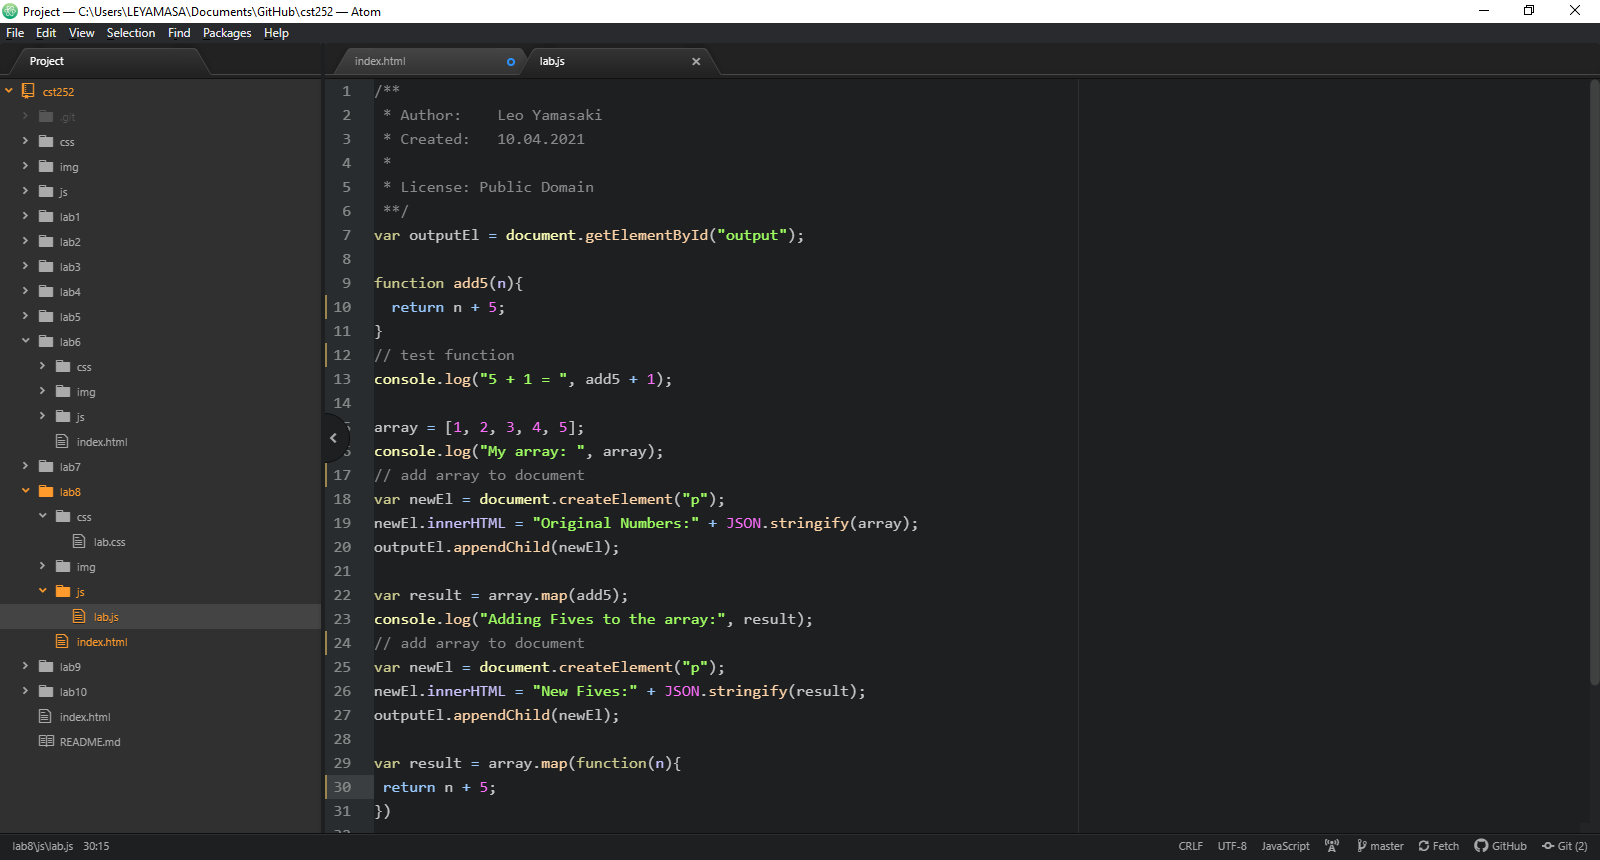 Project — C:\Users\LEYAMASA\Documents\GitHub\cst252 — Atom
File Edit View Selection Find Packages Help
Project
index.html
lab.js
cst252
.git
css
img
js
lab1
lab2
lab3
lab4
lab5
lab6
css
img
js
index.html
lab7
lab8
css
lab.css
img
js
lab.js
index.html
lab9
lab10
index.html
README.md
1 /**
2 * Author: Leo Yamasaki
3 * Created: 10.04.2021
4 *
5 * License: Public Domain
6 **/
7 var outputEl = document.getElementById("output");
8
9 function add5(n){
10 return n + 5;
11 }
12 // test function
13 console.log("5 + 1 = ", add5 + 1);
14
array = [1, 2, 3, 4, 5];
console.log("My array: ", array);
17 // add array to document
18 var newEl = document.createElement("p");
19 newEl.innerHTML = "Original Numbers:" + JSON.stringify(array);
20 outputEl.appendChild(newEl);
21
22 var result = array.map(add5);
23 console.log("Adding Fives to the array:", result);
24 // add array to document
25 var newEl = document.createElement("p");
26 newEl.innerHTML = "New Fives:" + JSON.stringify(result);
27 outputEl.appendChild(newEl);
28
29 var result = array.map(function(n){
30 return n + 5;
31 })
lab8\js\lab.js 30:15 CRLF UTF-8 JavaScript master Fetch GitHub Git (2)